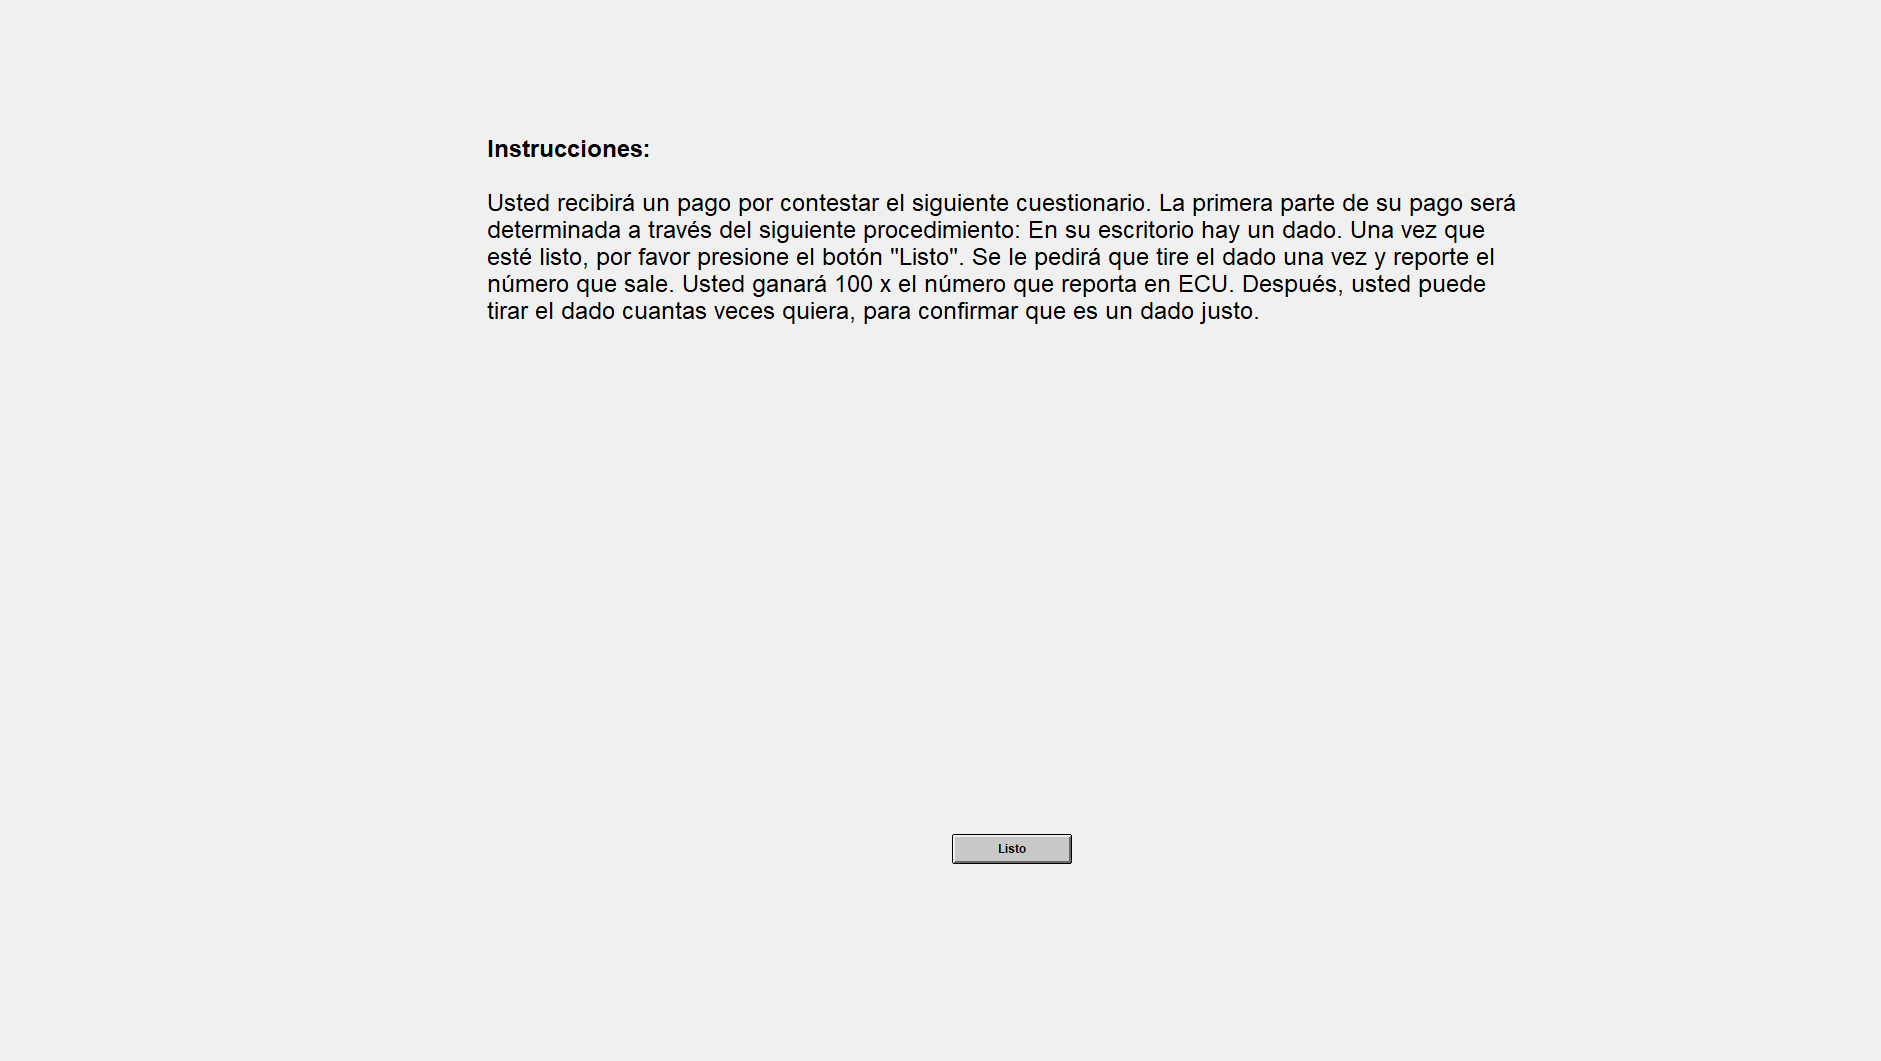 Instrucciones:
Usted recibirá un pago por contestar el siguiente cuestionario. La primera parte de su pago será
determinada a través del siguiente procedimiento: En su escritorio hay un dado. Una vez que
esté listo, por favor presione el botón "Listo". Se le pedirá que tire el dado una vez y reporte el
número que sale. Usted ganará 100 x el número que reporta en ECU. Después, usted puede
tirar el dado cuantas veces quiera, para confirmar que es un dado justo.
Listo